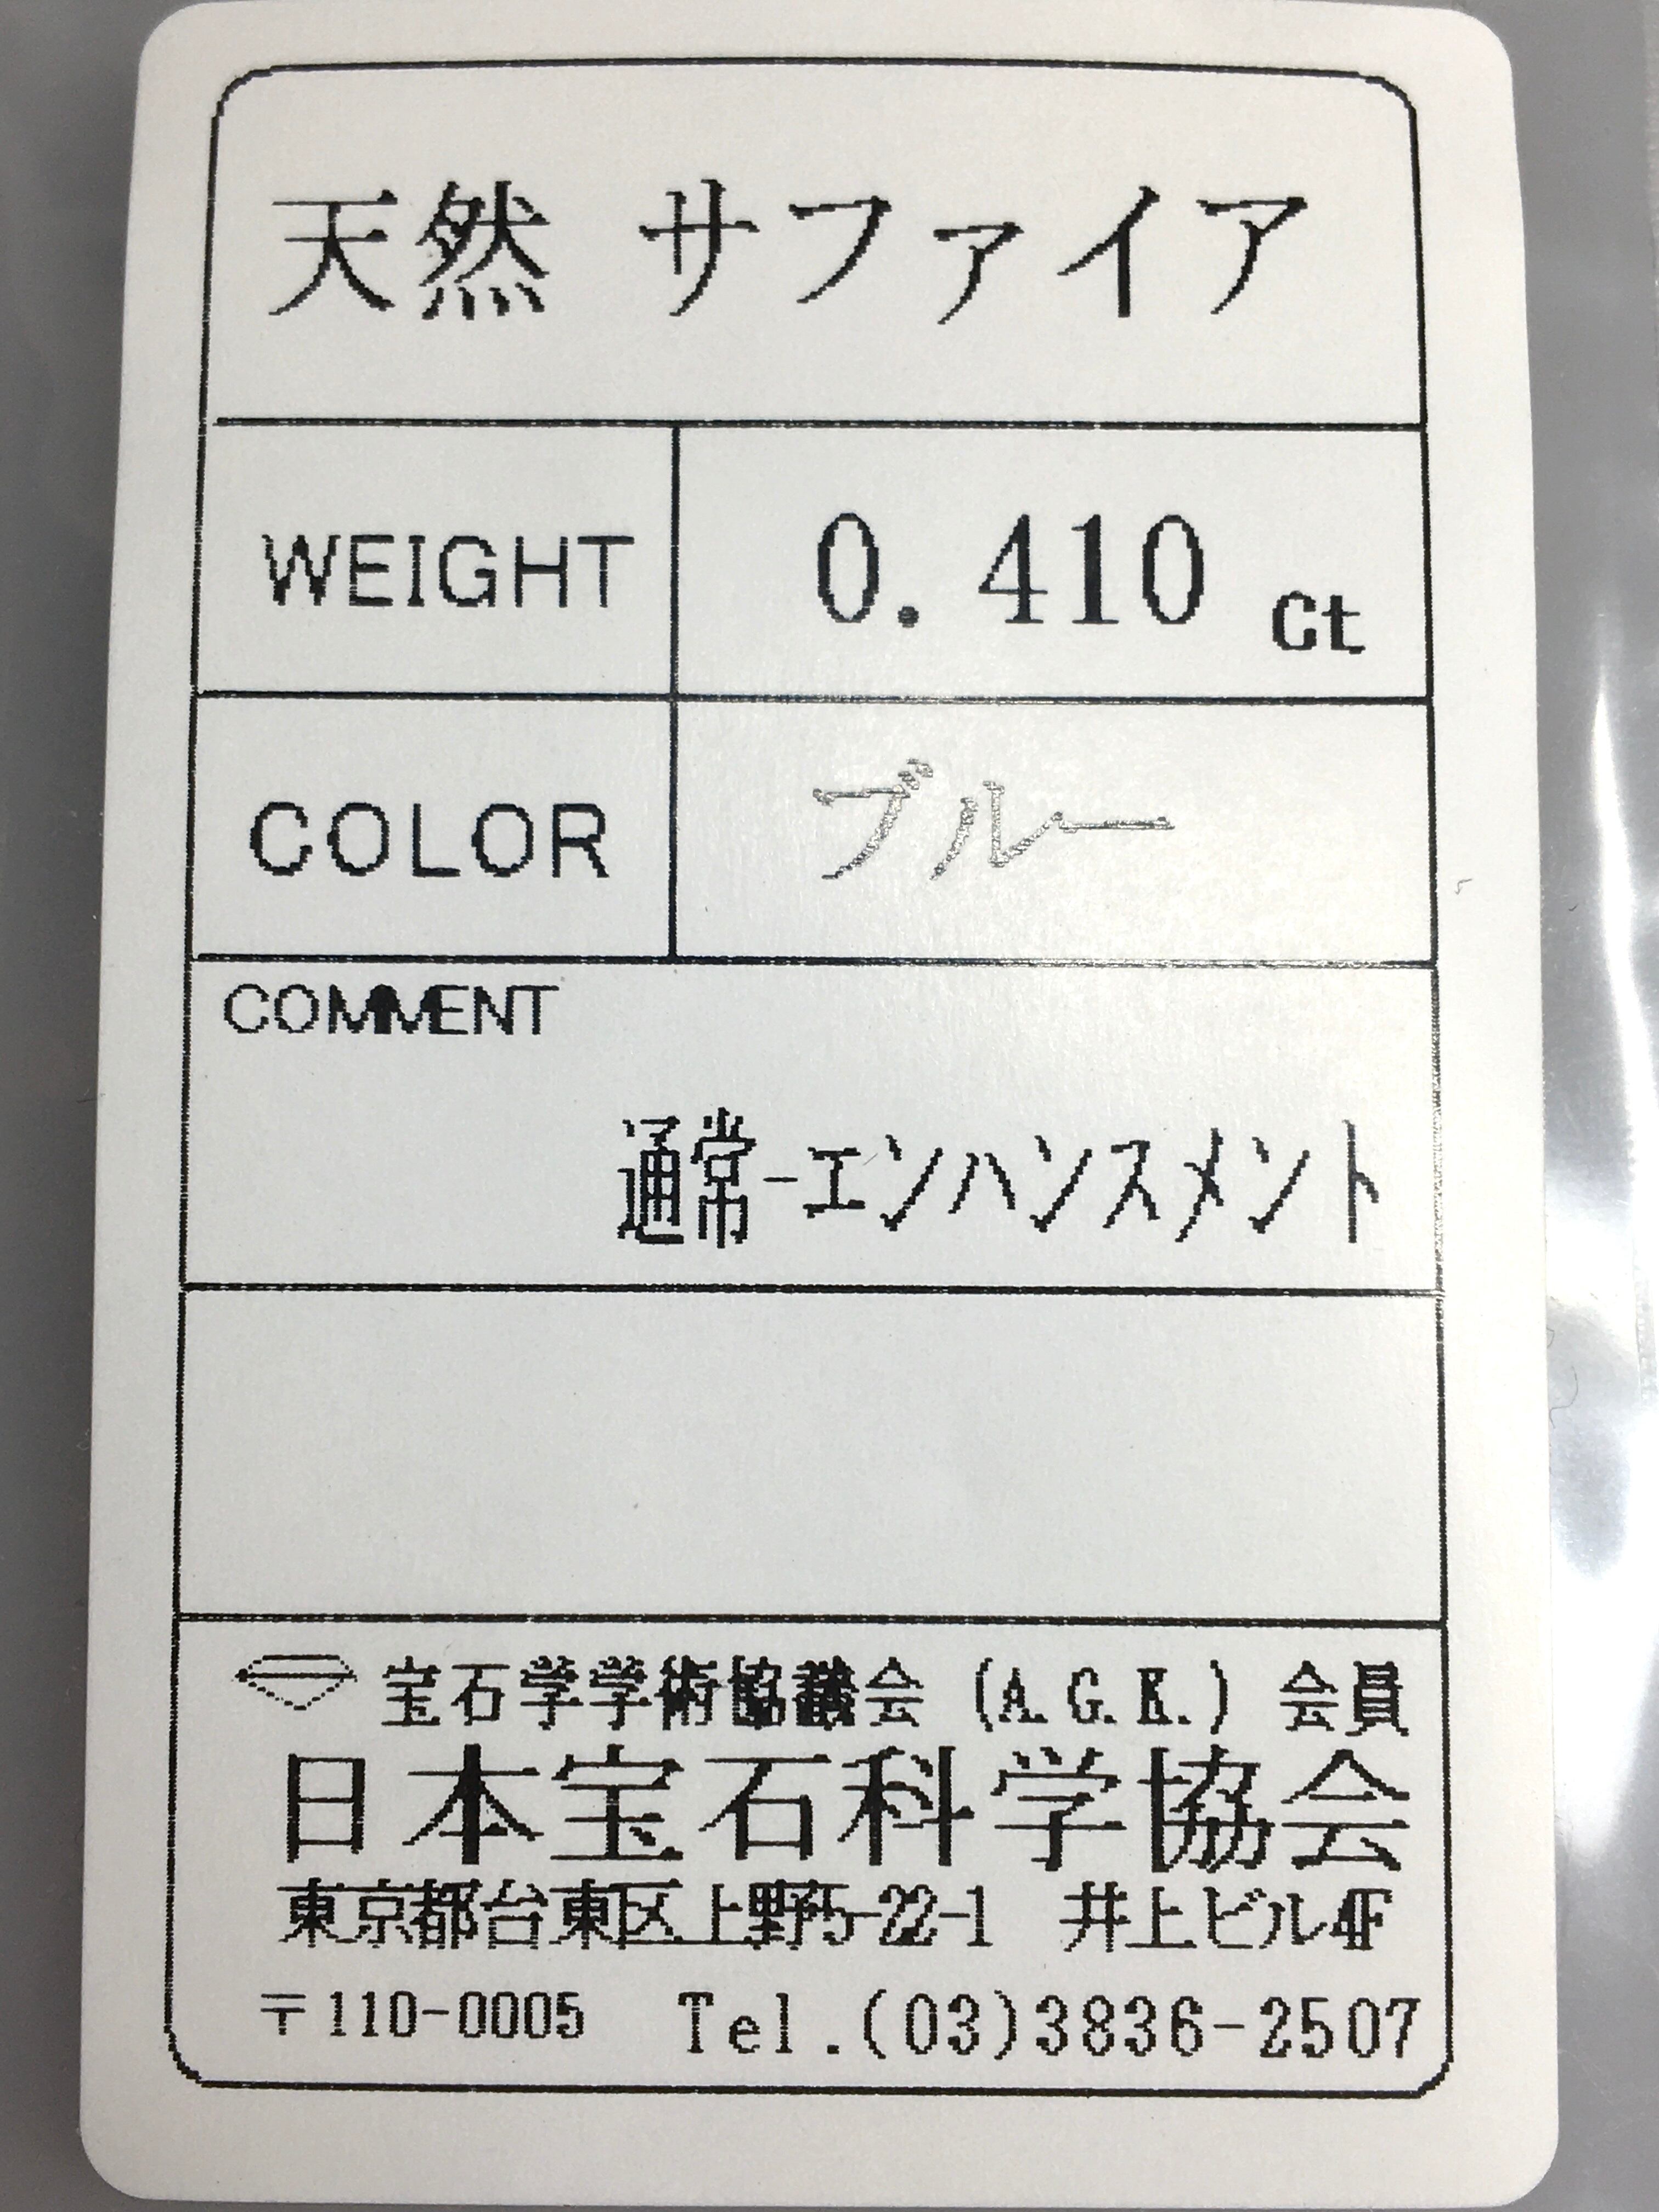 天然 サファイア
WEIGHT 0.410 Ct
COLOR ブルー
COMMENT
通常-エンハンスメント
宝石学学術協議会 (A.G.K.) 会員
日本宝石科学協会
東京都台東区上野5-22-1 井上ビル4F
〒110-0005 Tel.(03)3836-2507